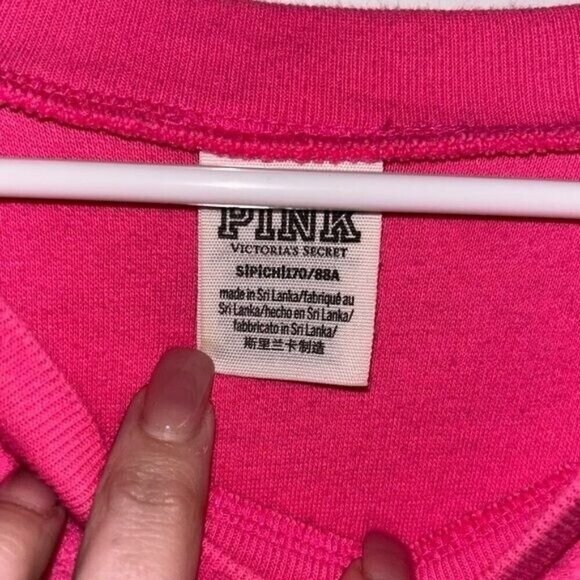 PINK
VICTORIA'S SECRET
S|P|CH|170/88A
made in Sri Lanka/fabriqué au
Sri Lanka/hecho en Sri Lanka/
fabbricato in Sri Lanka/
斯里兰卡制造